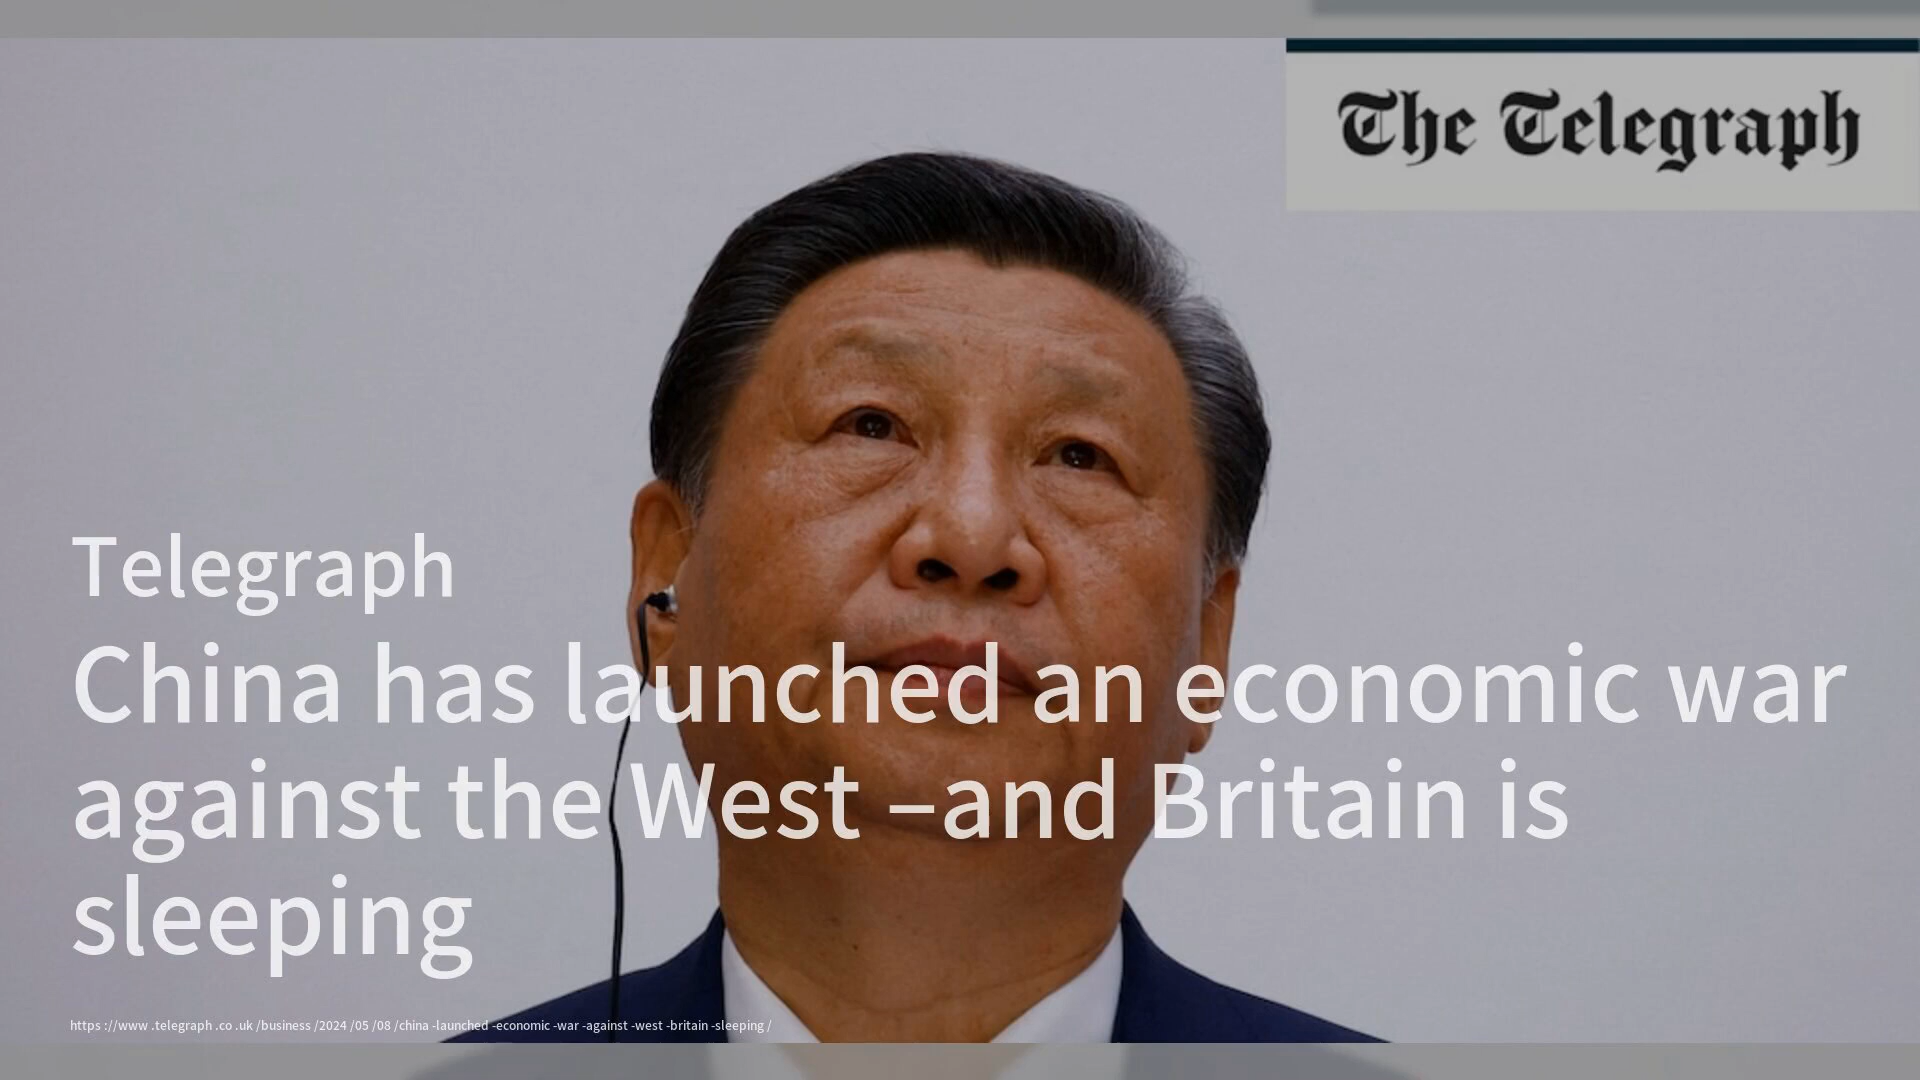 The Telegraph
Telegraph
China has launched an economic war
against the West –and Britain is
sleeping
https ://www .telegraph .co .uk /business /2024 /05 /08 /china -launched -economic -war -against -west -britain -sleeping /